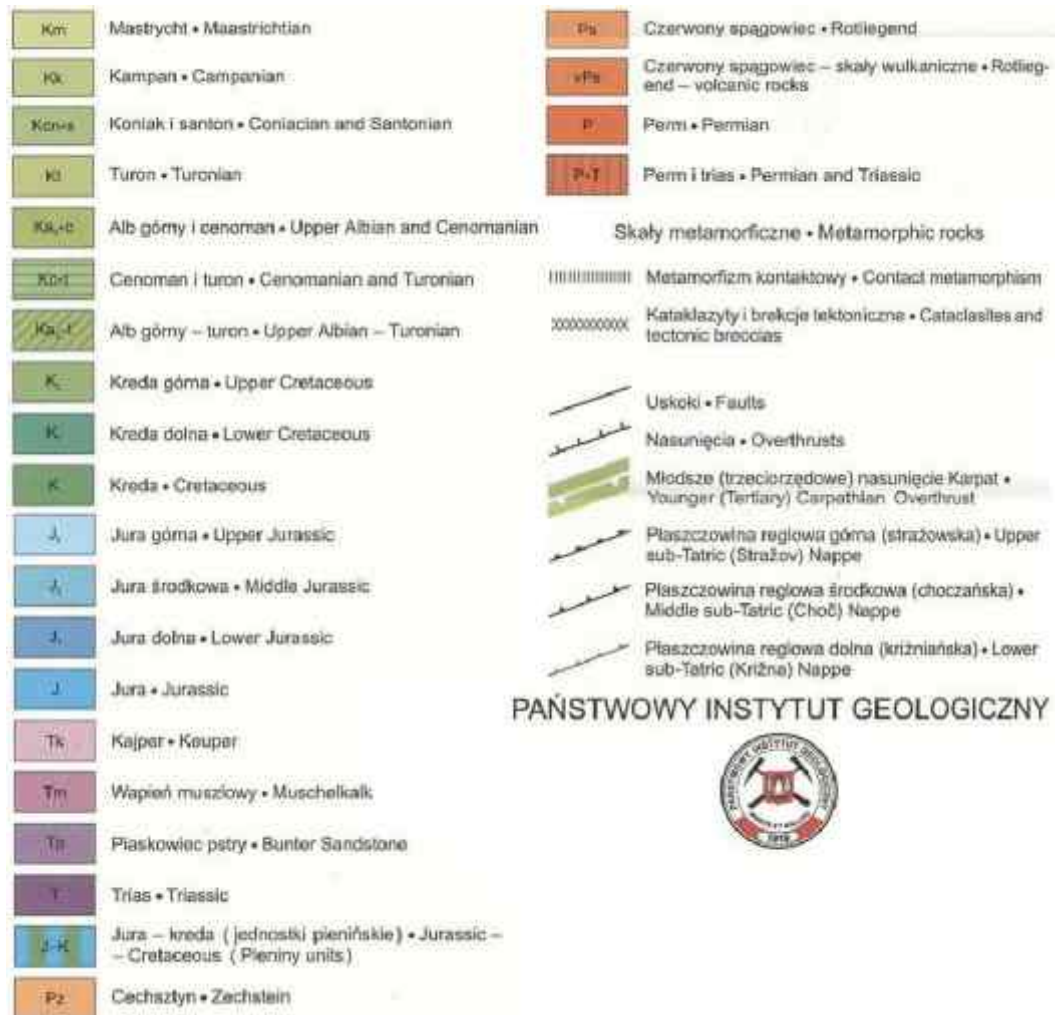 Km Mastrycht • Maastrichtian
Kk Kampan • Campanian
Kcn+s Koniak i santon • Coniacian and Santonian
Kt Turon • Turonian
Alb górny i cenoman • Upper Albian and Cenomanian
Kc+t Cenoman i turon • Cenomanian and Turonian
Alb górny – turon • Upper Albian – Turonian
Kreda górna • Upper Cretaceous
Kreda dolna • Lower Cretaceous
K Kreda • Cretaceous
Jura górna • Upper Jurassic
Jura środkowa • Middle Jurassic
Jura dolna • Lower Jurassic
J Jura • Jurassic
Tk Kajper • Keuper
Tm Wapień muszlowy • Muschelkalk
Tp Piaskowiec pstry • Bunter Sandstone
T Trias • Triassic
J-K Jura – kreda ( jednostki pienińskie) • Jurassic –
– Cretaceous ( Pleniny units)
Pz Cechsztyn • Zechstein
Ps Czerwony spągowiec • Rotliegend
vPs Czerwony spągowiec – skały wulkaniczne • Rotlieg-
end – volcanic rocks
P Perm • Permian
P+T Perm i trias • Permian and Triassic
Skały metamorficzne • Metamorphic rocks
Metamorfizm kontaktowy • Contact metamorphism
Kataklazyty i brekcje tektoniczne • Cataclasites and
tectonic breccias
Uskoki • Faults
Nasunięcia • Overthrusts
Młodsze (trzeciorzędowe) nasunięcie Karpat •
Younger (Tertiary) Carpathian Overthrust
Płaszczowina reglowa górna (strażowska) • Upper
sub-Tatric (Stražov) Nappe
Płaszczowina reglowa środkowa (choczańska) •
Middle sub-Tatric (Choč) Nappe
Płaszczowina reglowa dolna (kriżniańska) • Lower
sub-Tatric (Križna) Nappe
PAŃSTWOWY INSTYTUT GEOLOGICZNY
PAŃSTWOWY INSTYTUT GEOLOGICZNY
1919